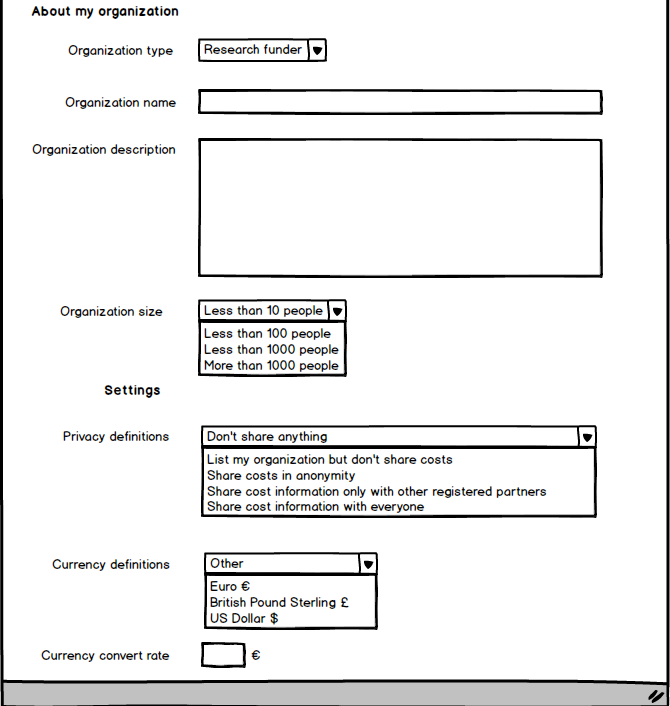 About my organization
Organization type
Research funder
Organization name
Organization description
Organization size
Less than 10 people
Less than 100 people
Less than 1000 people
More than 1000 people
Settings
Privacy definitions
Don't share anything
List my organization but don't share costs
Share costs in anonymity
Share cost information only with other registered partners
Share cost information with everyone
Currency definitions
Other
Euro €
British Pound Sterling £
US Dollar $
Currency convert rate
€